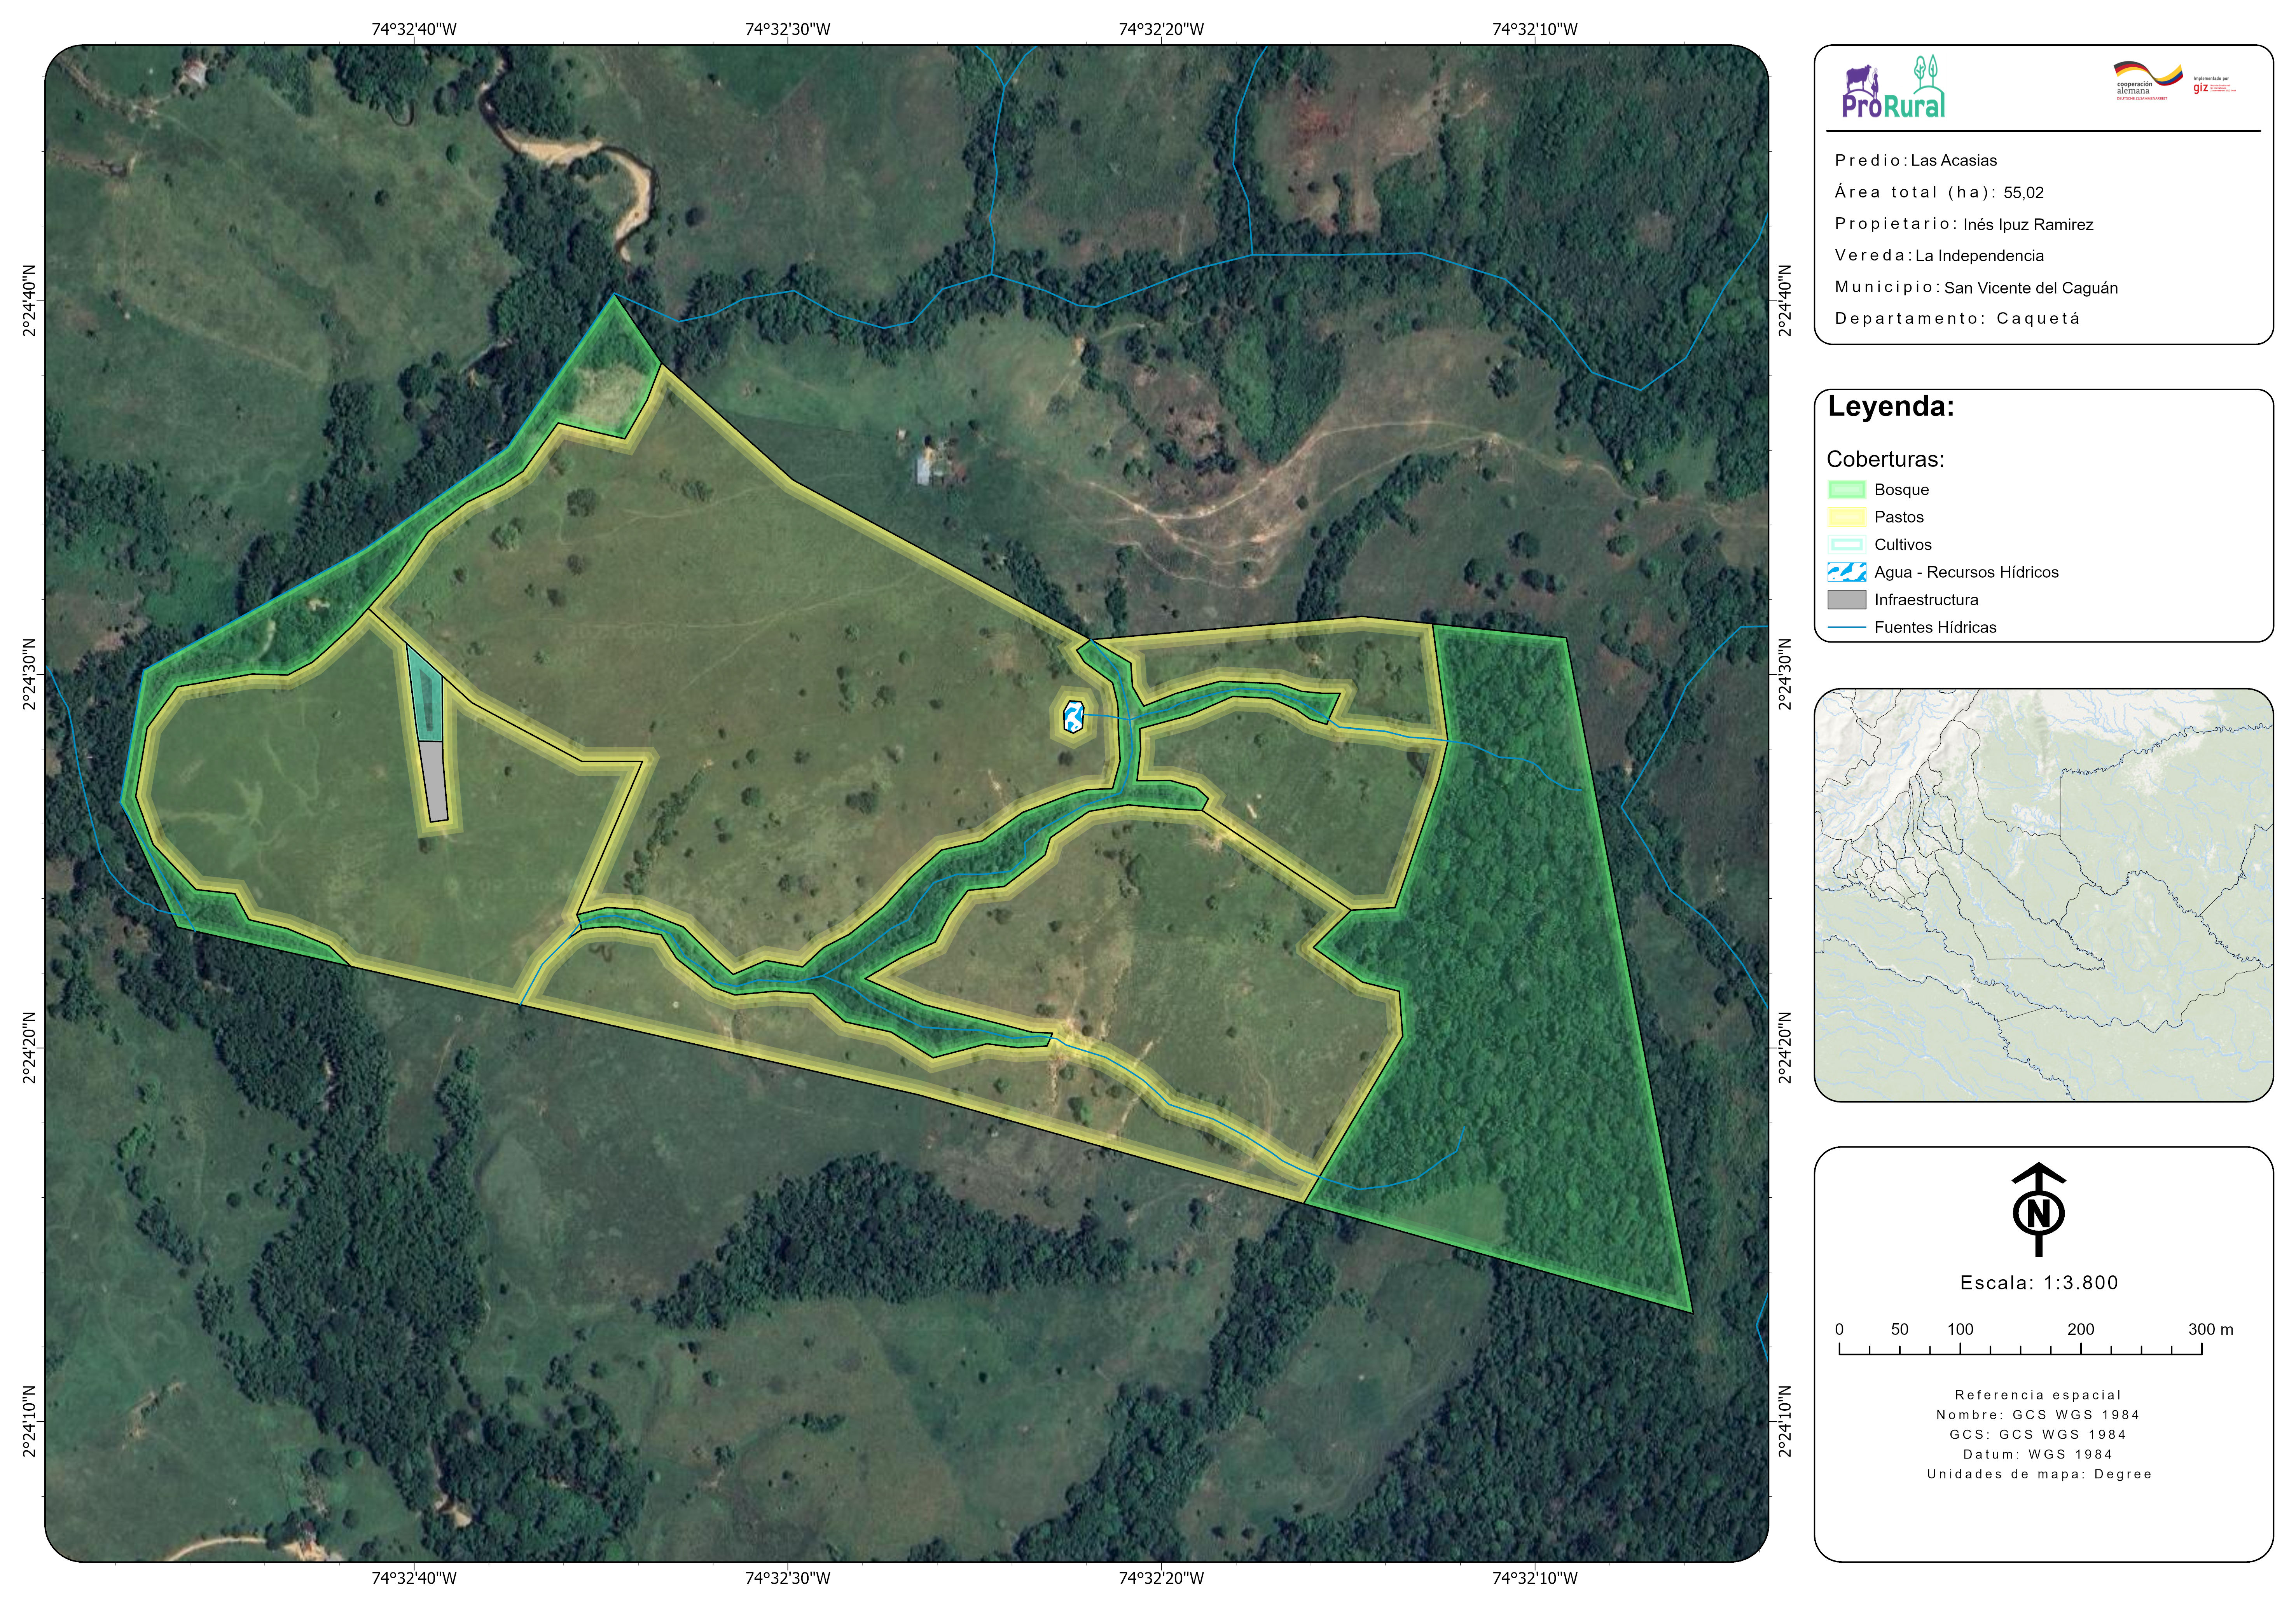 74°32'40"W
74°32'30"W
74°32'20"W
74°32'10"W
2°24'40"N
2°24'30"N
2°24'20"N
2°24'10"N
2°24'40"N
2°24'30"N
2°24'20"N
2°24'10"N
74°32'40"W
74°32'30"W
74°32'20"W
74°32'10"W
ProRural
cooperación
alemana
DEUTSCHE ZUSAMMENARBEIT
Implementada por
giz
Predio: Las Acasias
Área total (ha): 55,02
Propietario: Inés Ipuz Ramirez
Vereda: La Independencia
Municipio: San Vicente del Caguán
Departamento: Caquetá
Leyenda:
Coberturas:
Bosque
Pastos
Cultivos
Agua - Recursos Hídricos
Infraestructura
Fuentes Hídricas
N
Escala: 1:3.800
0 50 100 200 300 m
Referencia espacial
Nombre: GCS WGS 1984
GCS: GCS WGS 1984
Datum: WGS 1984
Unidades de mapa: Degree